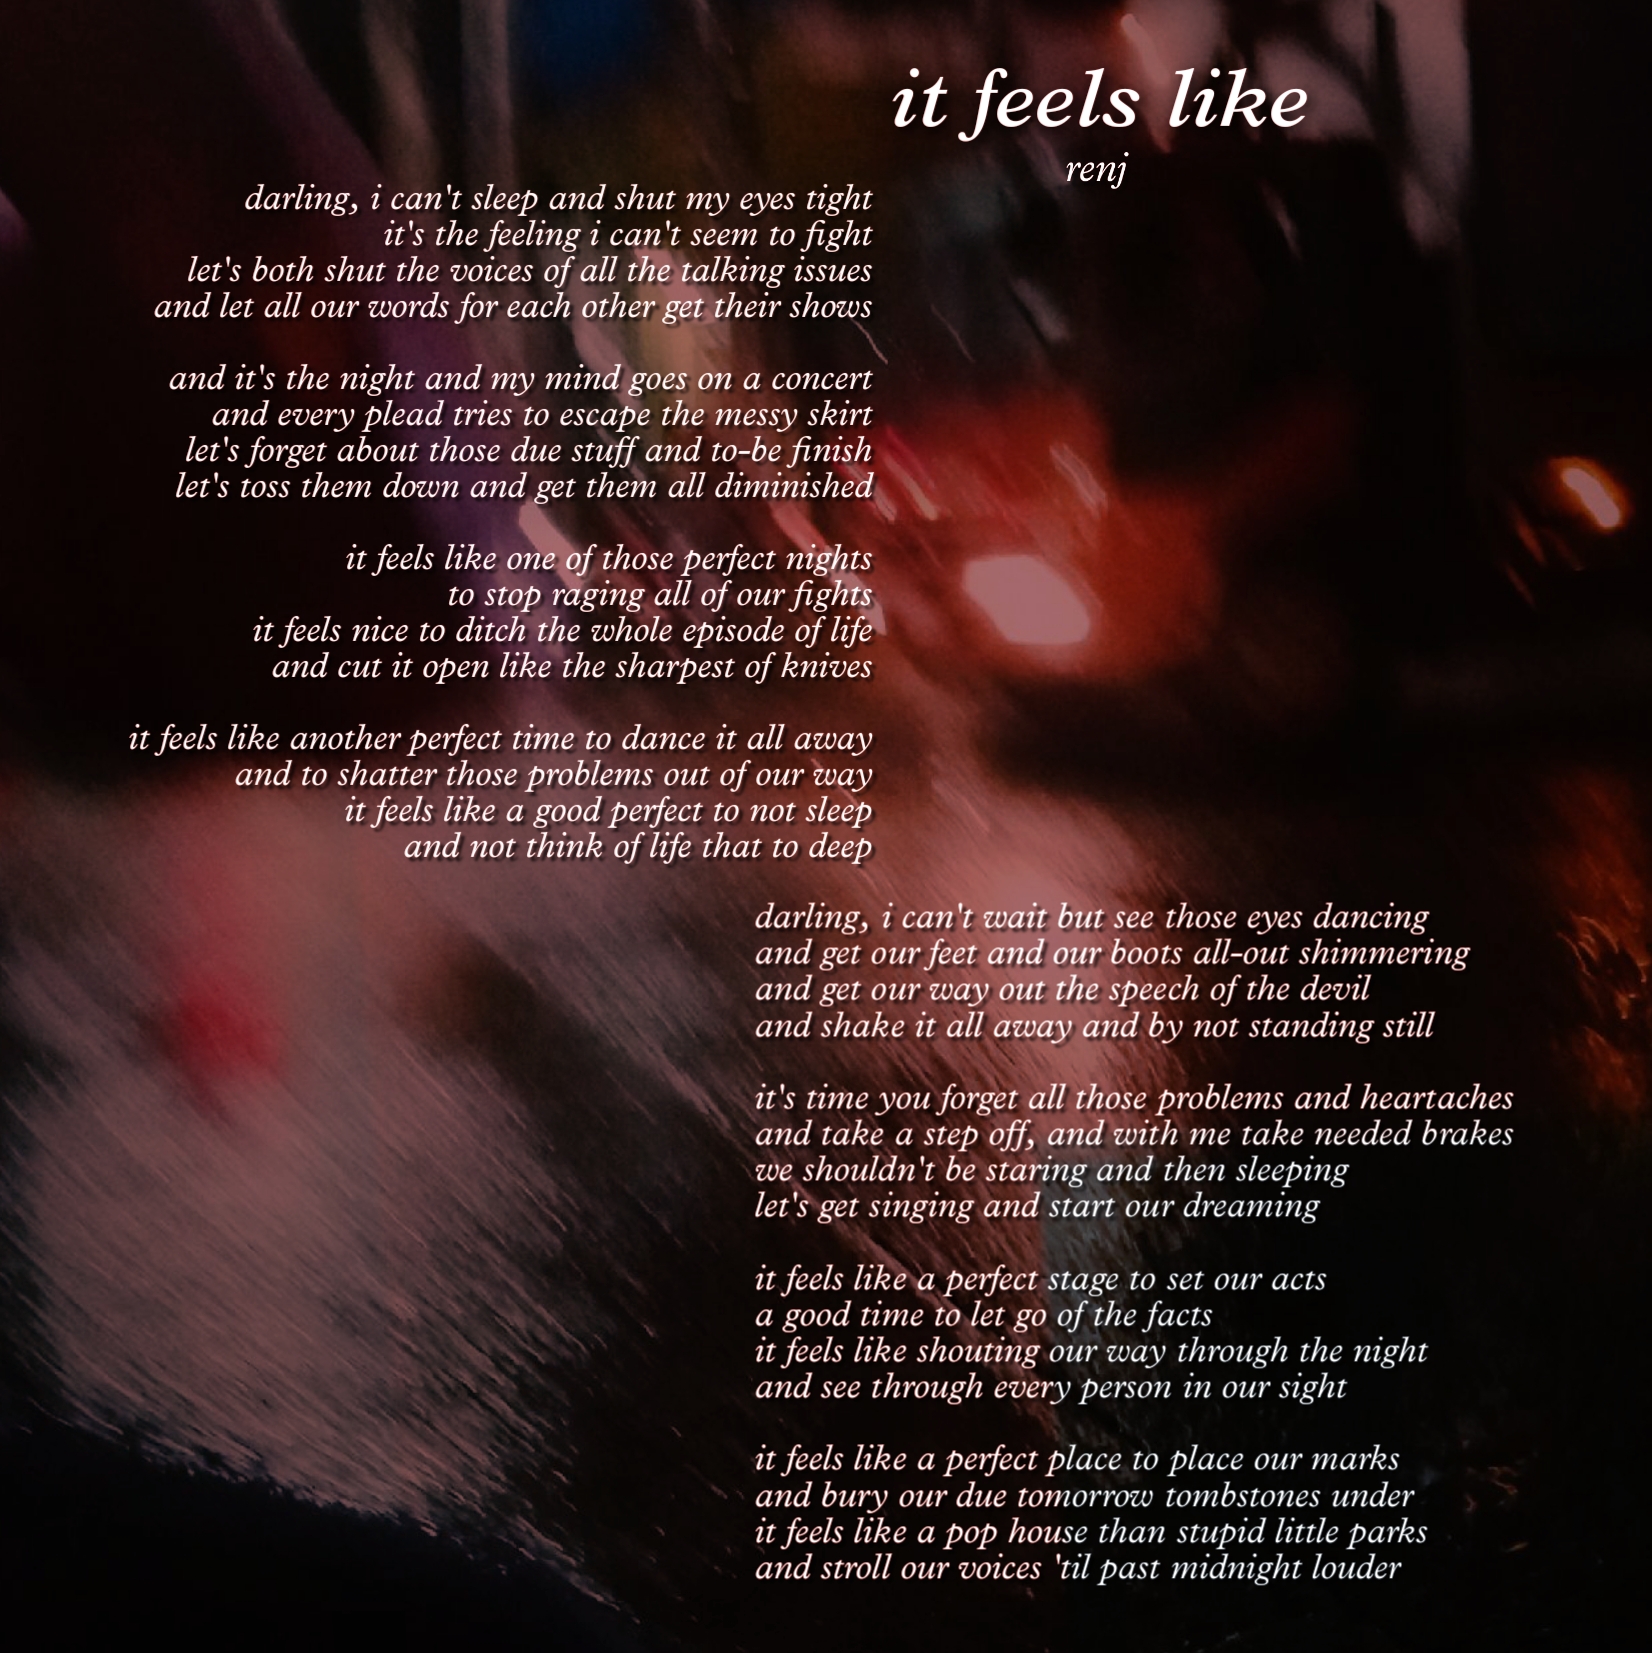 it feels like
renj
darling, i can't sleep and shut my eyes tight
it's the feeling i can't seem to fight
let's both shut the voices of all the talking issues
and let all our words for each other get their shows
and it's the night and my mind goes on a concert
and every plead tries to escape the messy skirt
let's forget about those due stuff and to-be finish
let's toss them down and get them all diminished
it feels like one of those perfect nights
to stop raging all of our fights
it feels nice to ditch the whole episode of life
and cut it open like the sharpest of knives
it feels like another perfect time to dance it all away
and to shatter those problems out of our way
it feels like a good perfect to not sleep
and not think of life that to deep
darling, i can't wait but see those eyes dancing
and get our feet and our boots all-out shimmering
and get our way out the speech of the devil
and shake it all away and by not standing still
it's time you forget all those problems and heartaches
and take a step off, and with me take needed brakes
we shouldn't be staring and then sleeping
let's get singing and start our dreaming
it feels like a perfect stage to set our acts
a good time to let go of the facts
it feels like shouting our way through the night
and see through every person in our sight
it feels like a perfect place to place our marks
and bury our due tomorrow tombstones under
it feels like a pop house than stupid little parks
and stroll our voices 'til past midnight louder